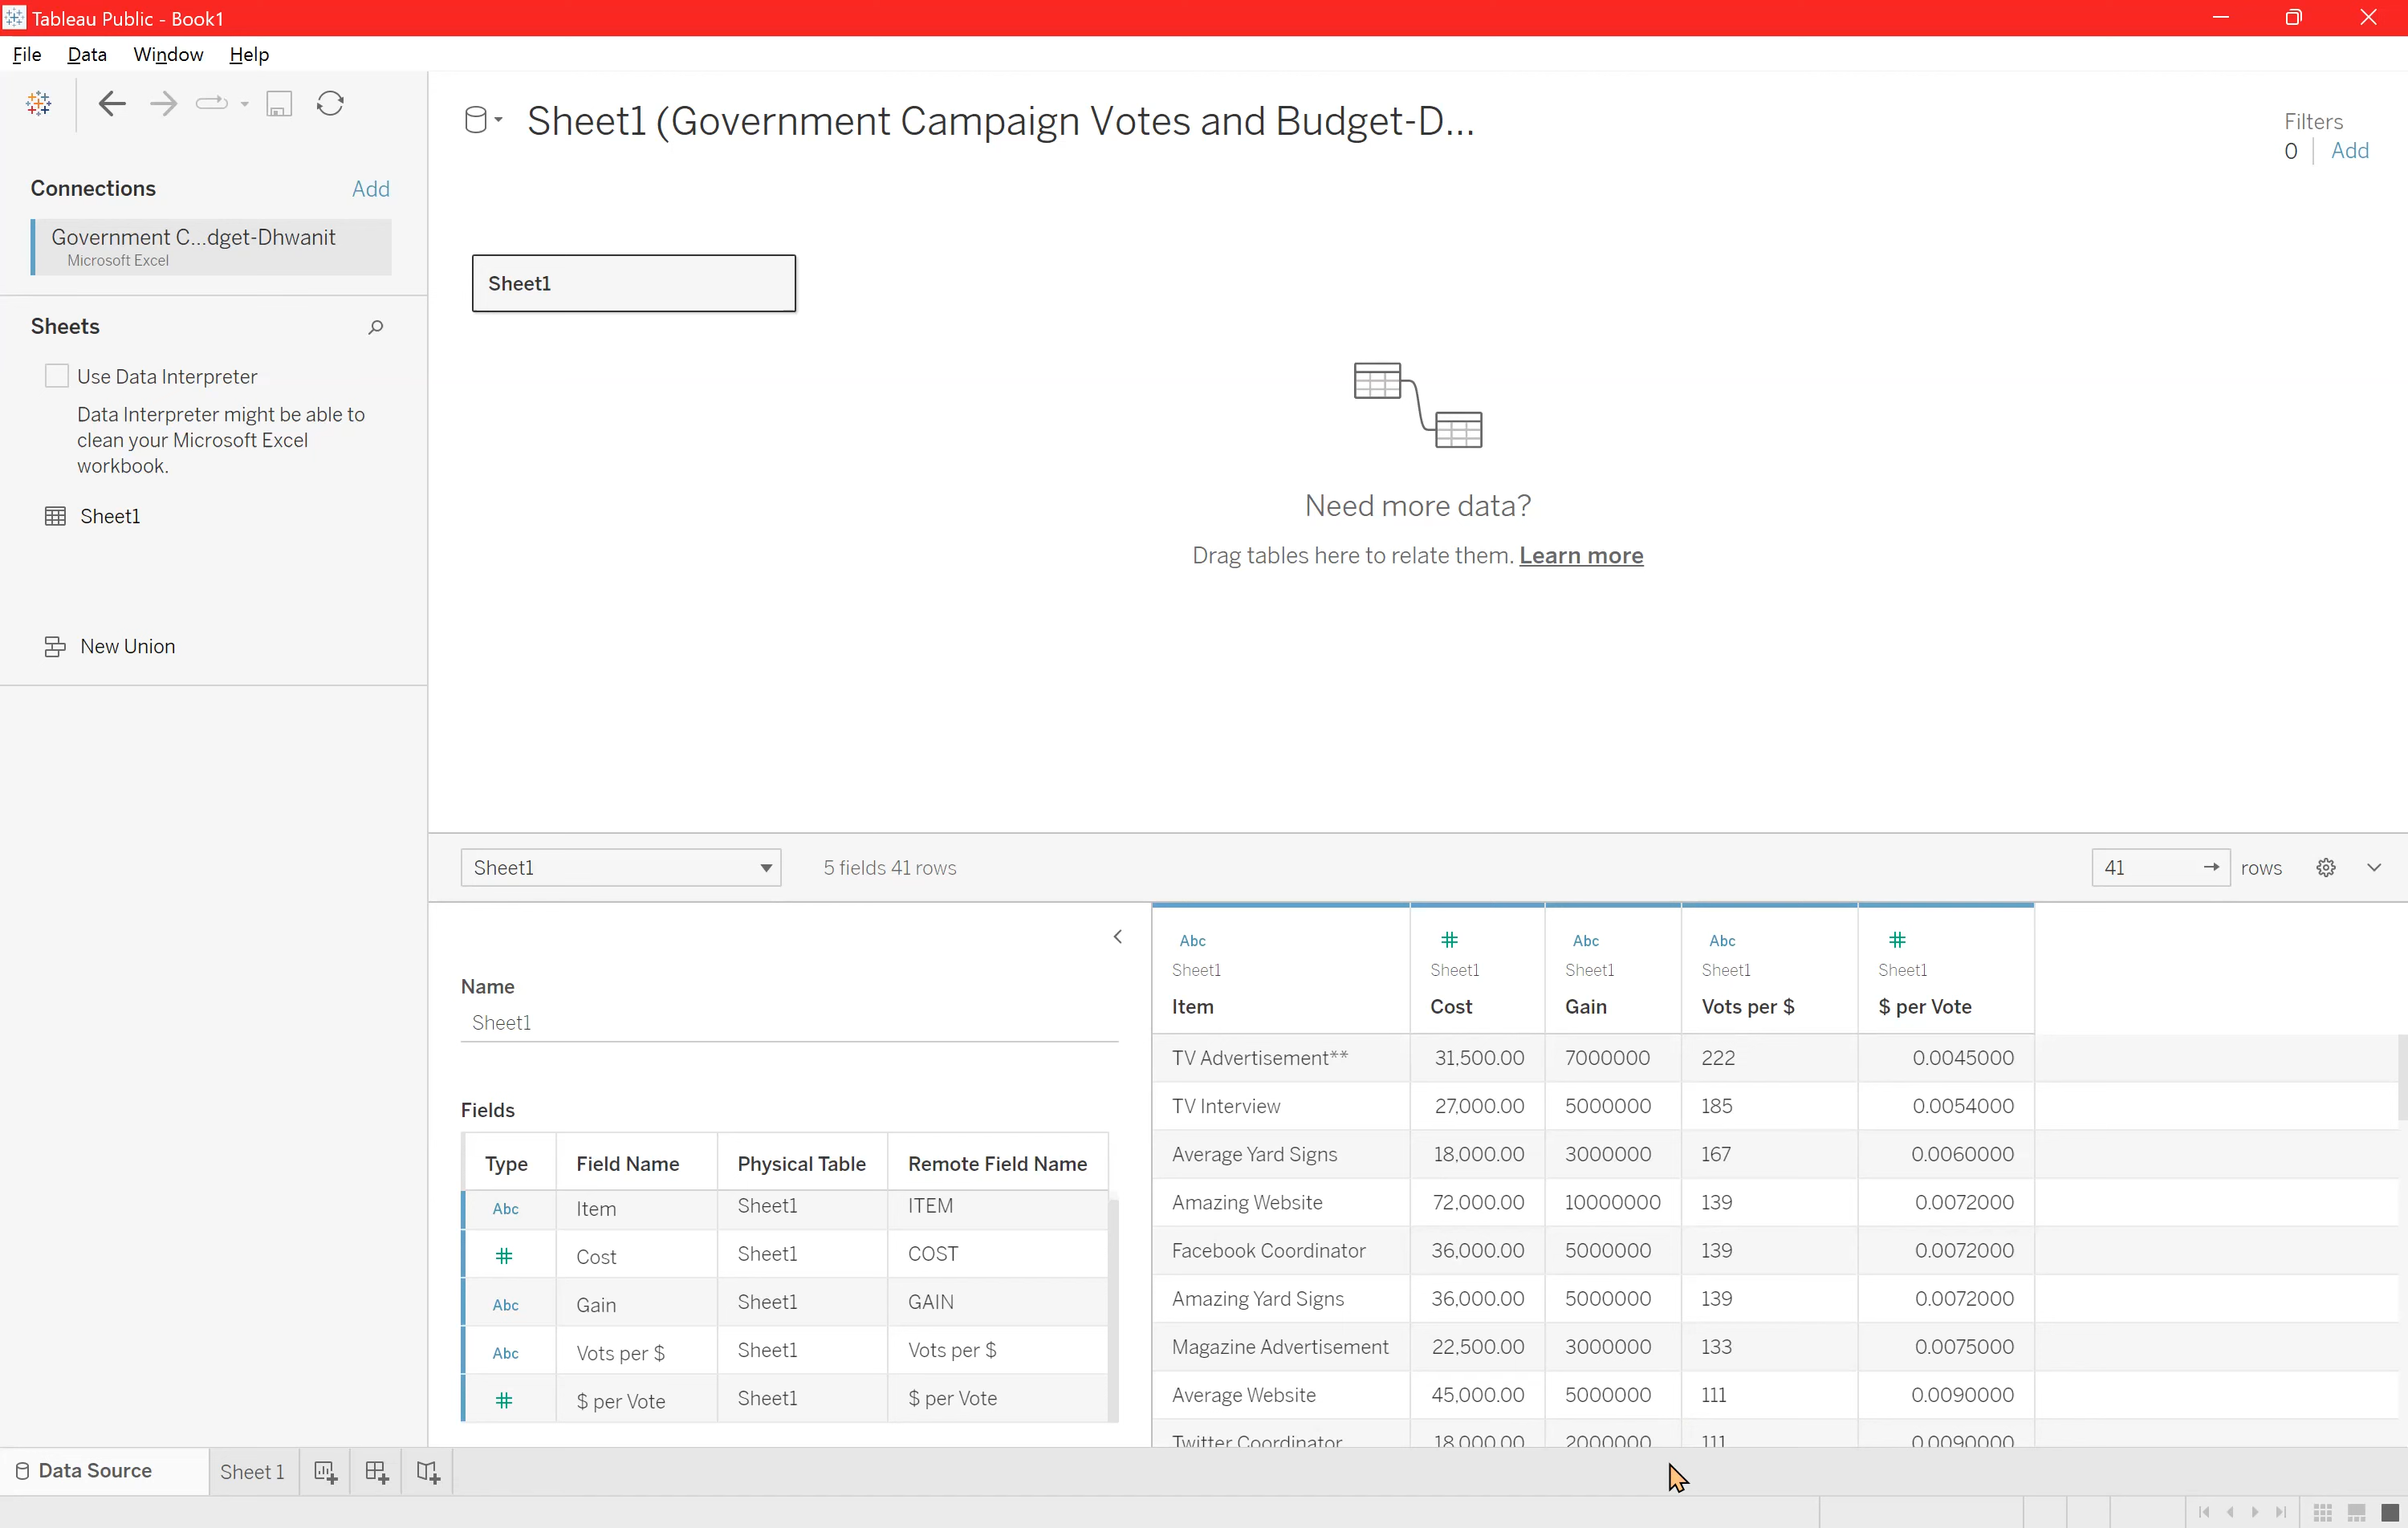 Tableau Public - Book1
File Data Window Help
Sheet1 (Government Campaign Votes and Budget-D...
Filters
0 Add
Connections Add
Government C...dget-Dhwanit
Microsoft Excel
Sheet1
Sheets
Use Data Interpreter
Data Interpreter might be able to
clean your Microsoft Excel
workbook.
Sheet1
New Union
Need more data?
Drag tables here to relate them. Learn more
Sheet1 5 fields 41 rows 41 → rows
Name
Sheet1
Fields
Type Field Name Physical Table Remote Field Name
Abc Item Sheet1 ITEM
# Cost Sheet1 COST
Abc Gain Sheet1 GAIN
Abc Vots per $ Sheet1 Vots per $
# $ per Vote Sheet1 $ per Vote
Abc # Abc Abc #
Sheet1 Sheet1 Sheet1 Sheet1 Sheet1
Item Cost Gain Vots per $ $ per Vote
TV Advertisement** 31,500.00 7000000 222 0.0045000
TV Interview 27,000.00 5000000 185 0.0054000
Average Yard Signs 18,000.00 3000000 167 0.0060000
Amazing Website 72,000.00 10000000 139 0.0072000
Facebook Coordinator 36,000.00 5000000 139 0.0072000
Amazing Yard Signs 36,000.00 5000000 139 0.0072000
Magazine Advertisement 22,500.00 3000000 133 0.0075000
Average Website 45,000.00 5000000 111 0.0090000
Twitter Coordinator 18,000.00 2000000 111 0.0090000
Data Source Sheet 1